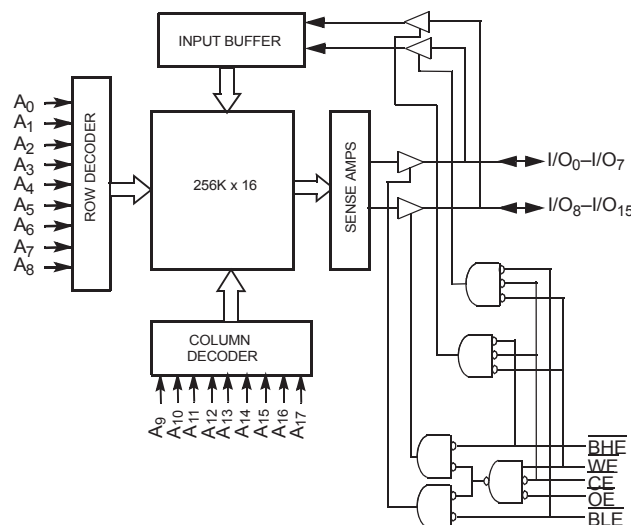 INPUT BUFFER
A0
A1
A2
A3
A4
A5
A6
A7
A8
ROW DECODER
256K x 16
SENSE AMPS
I/O0–I/O7
I/O8–I/O15
COLUMN
DECODER
A9
A10
A11
A12
A13
A14
A15
A16
A17
BHE
WE
CE
OE
BLE